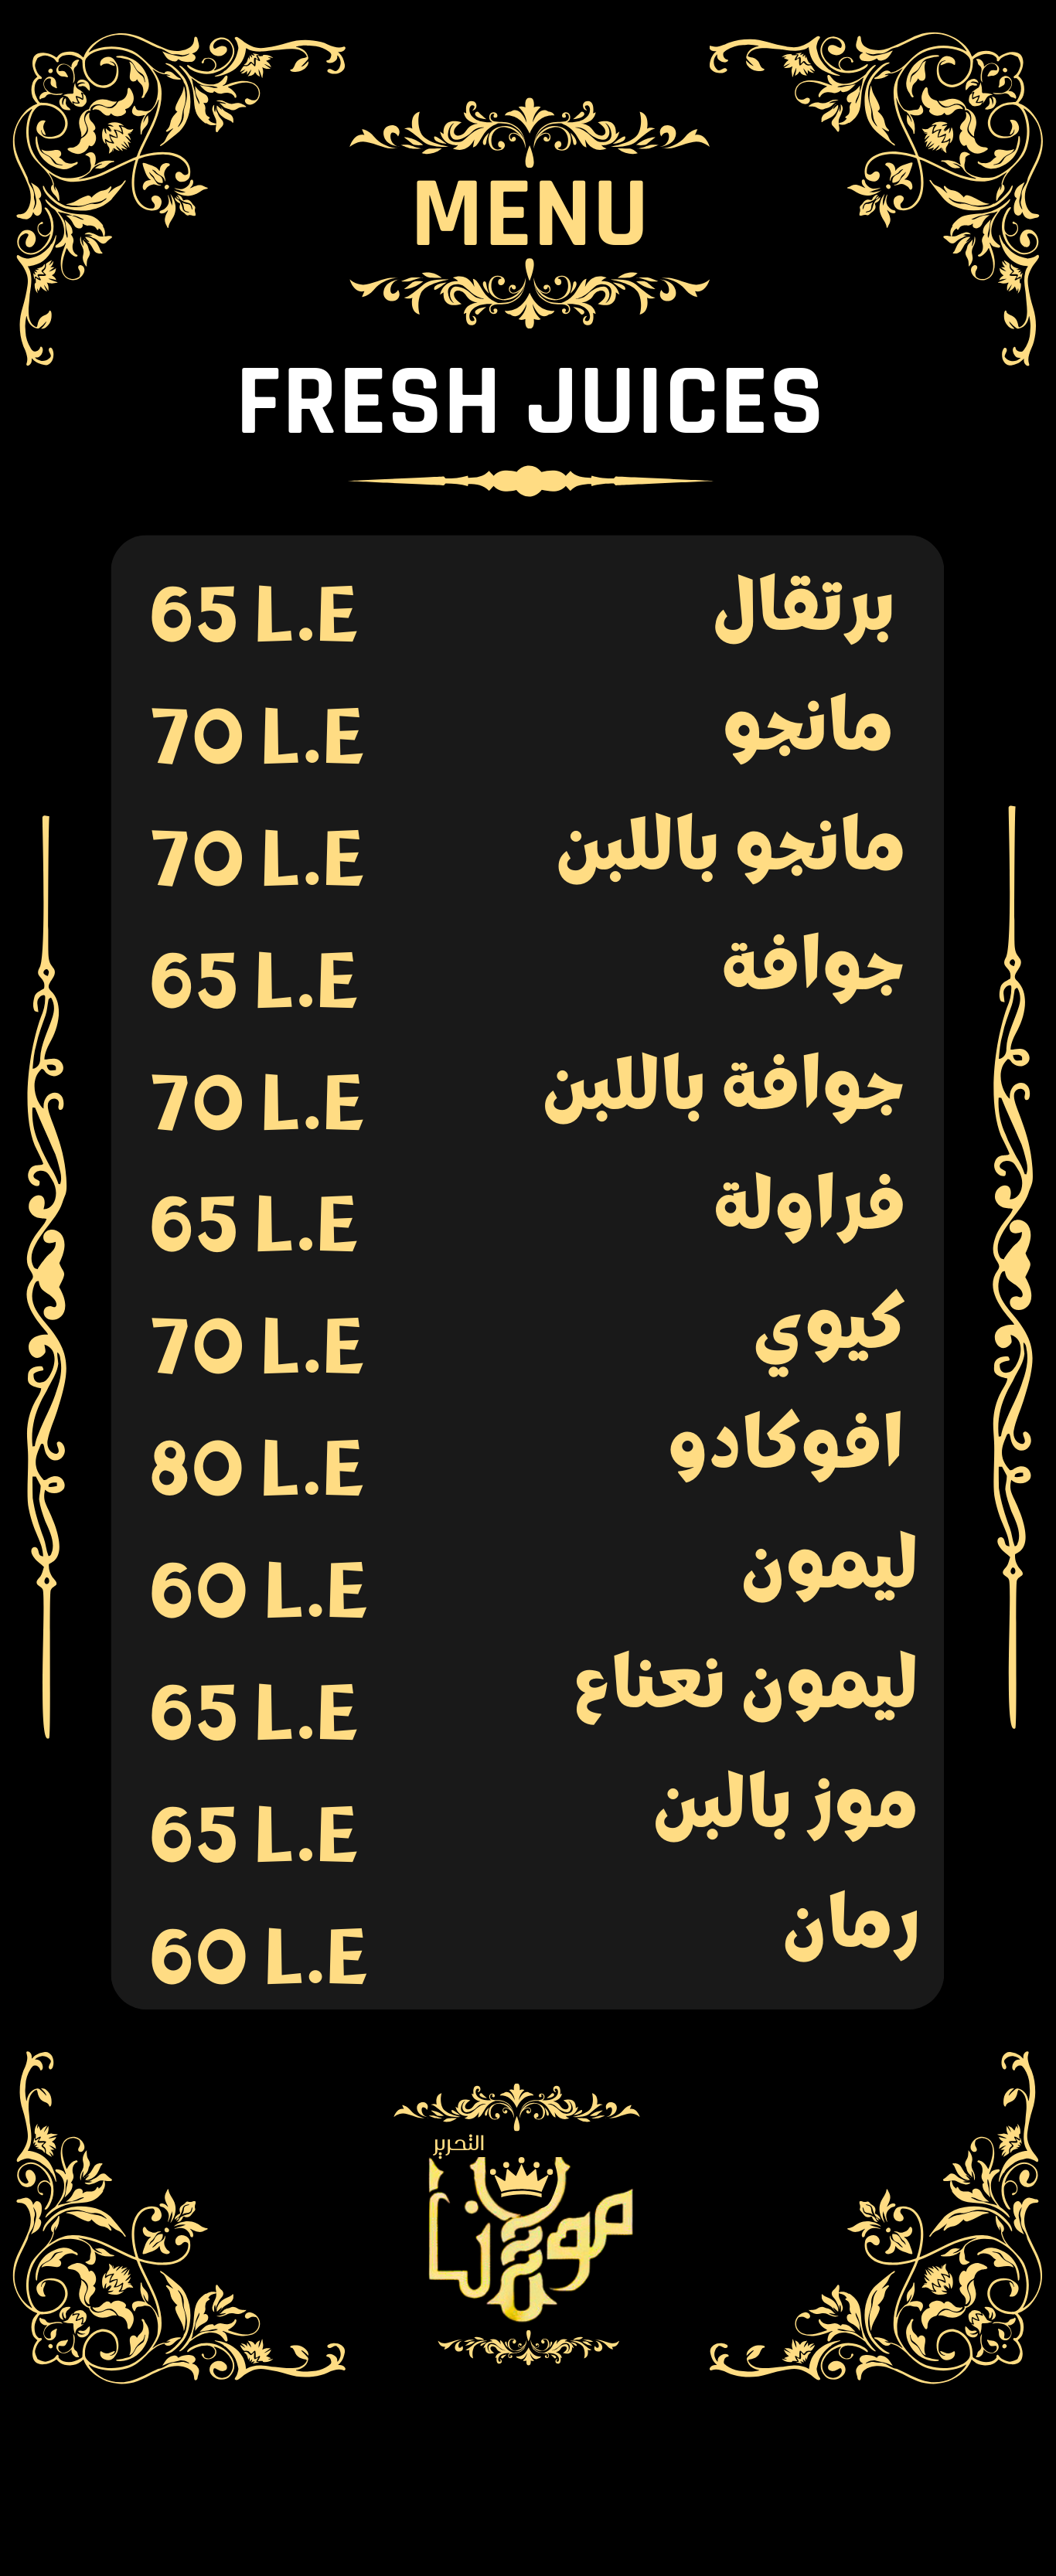 MENU
FRESH JUICES
برتقال 65 L.E
مانجو 70 L.E
مانجو باللبن 70 L.E
جوافة 65 L.E
جوافة باللبن 70 L.E
فراولة 65 L.E
كيوي 70 L.E
افوكادو 80 L.E
ليمون 60 L.E
ليمون نعناع 65 L.E
موز بالبن 65 L.E
رمان 60 L.E
التحرير